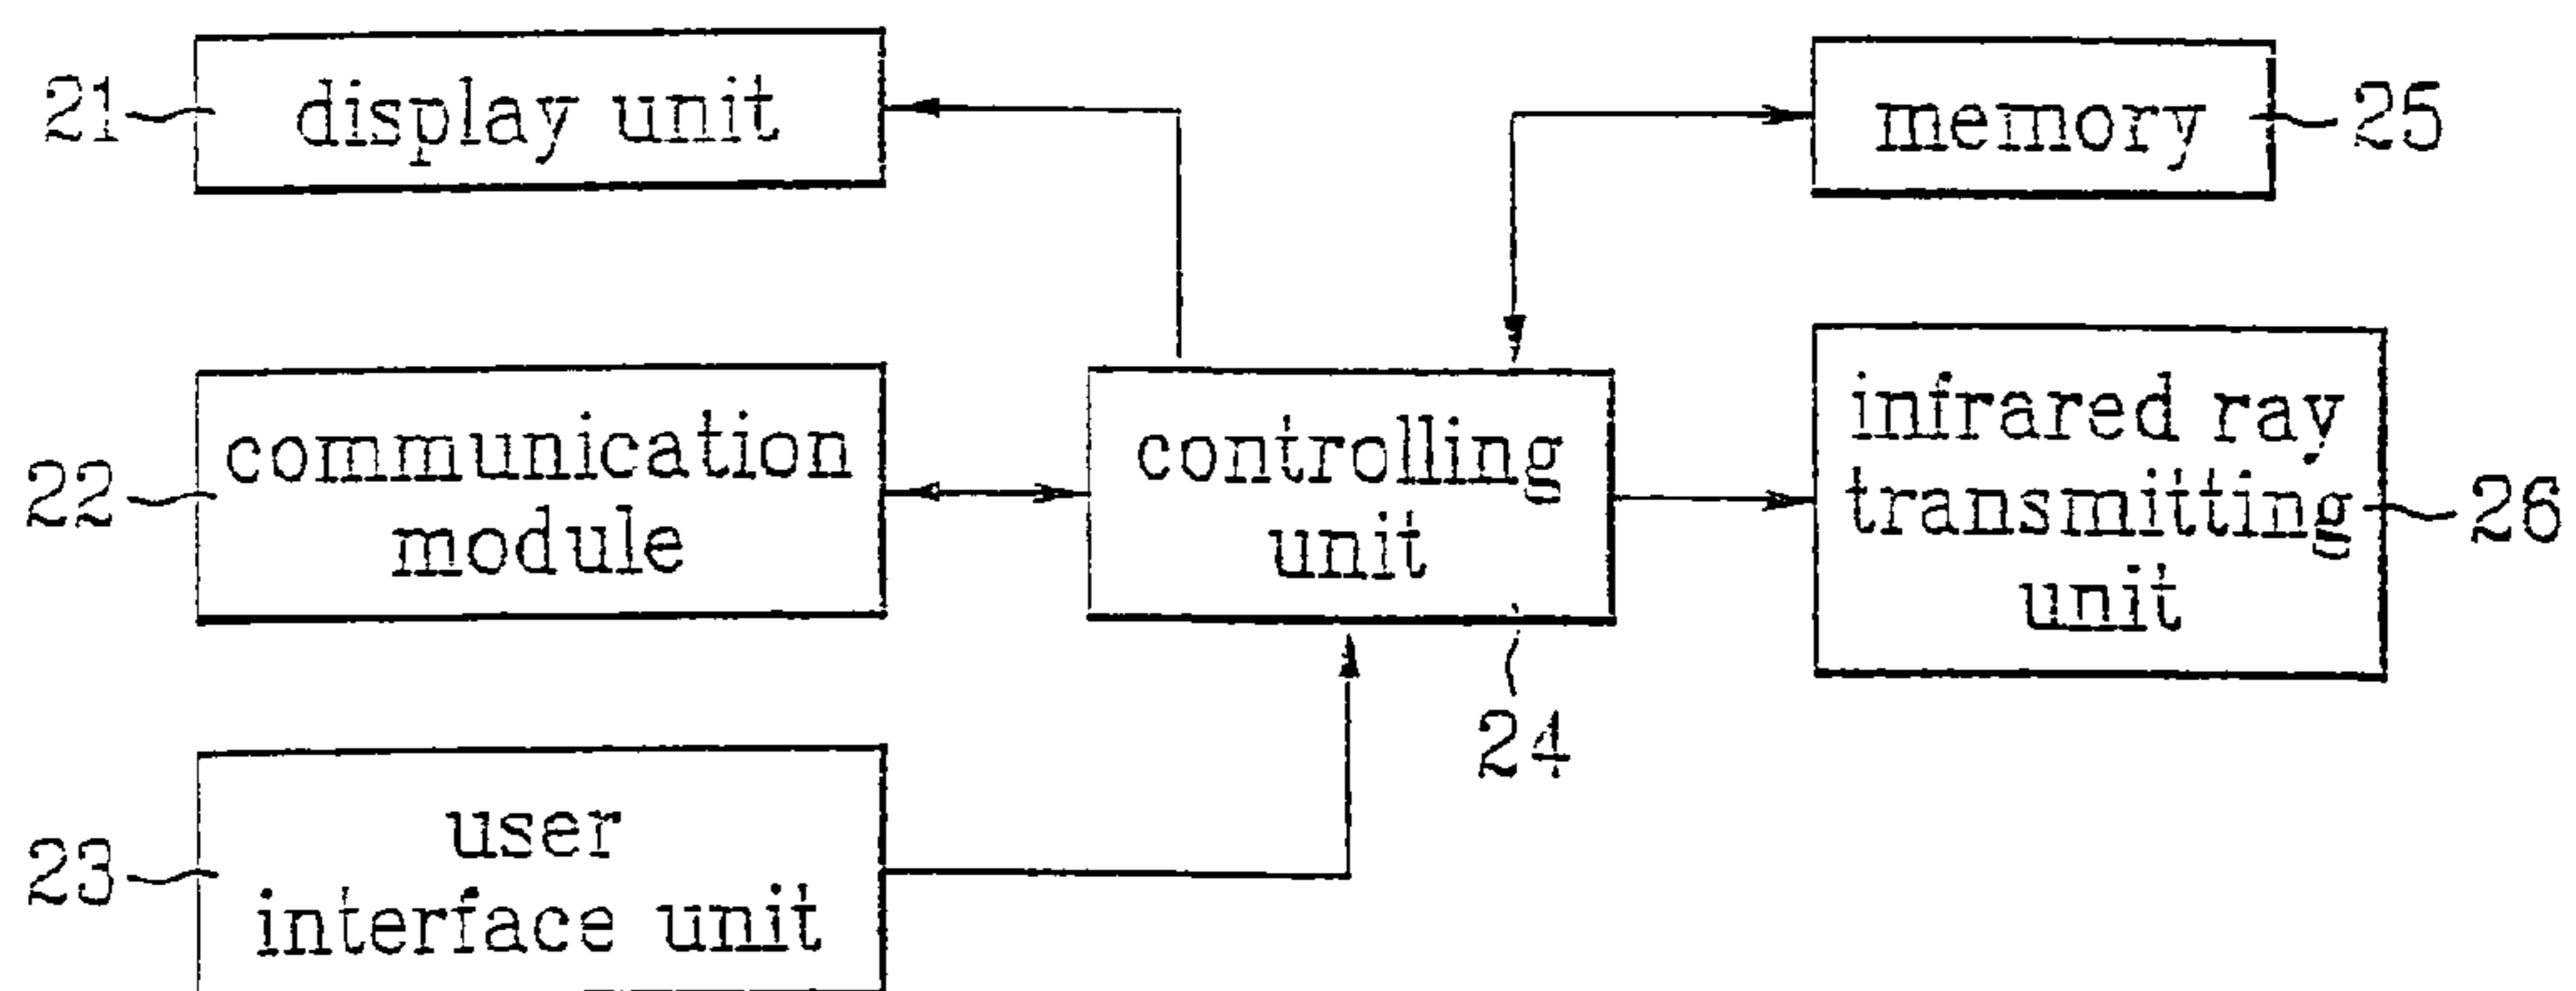 21
display unit
memory
25
22
communication
module
controlling
unit
24
infrared ray
transmitting
unit
26
23
user
interface unit